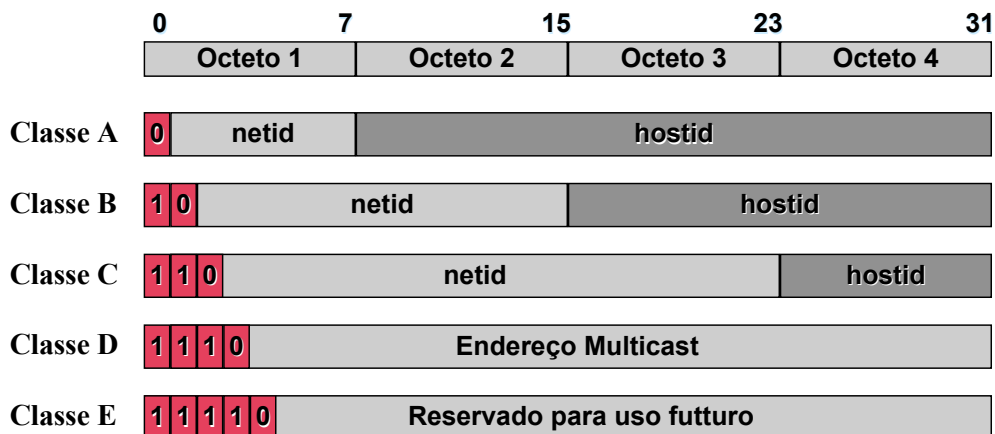 0 7 15 23 31
Octeto 1 Octeto 2 Octeto 3 Octeto 4
Classe A 0 netid hostid
Classe B 1 0 netid hostid
Classe C 1 1 0 netid hostid
Classe D 1 1 1 0 Endereço Multicast
Classe E 1 1 1 1 0 Reservado para uso futturo